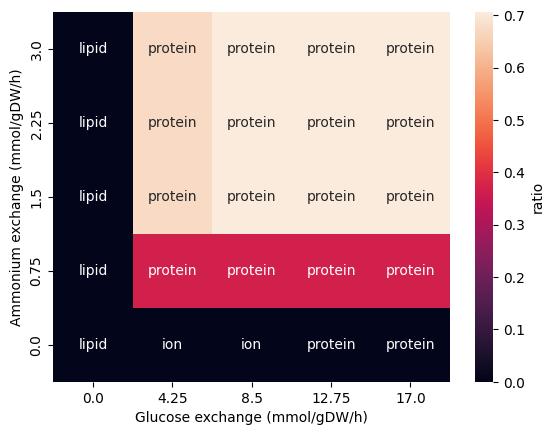 3.0 lipid protein protein protein protein
2.25 lipid protein protein protein protein
1.5 lipid protein protein protein protein
0.75 lipid protein protein protein protein
0.0 lipid ion ion protein protein
0.0 4.25 8.5 12.75 17.0
Glucose exchange (mmol/gDW/h)
Ammonium exchange (mmol/gDW/h)
0.7
0.6
0.5
0.4
0.3
0.2
0.1
0.0
ratio